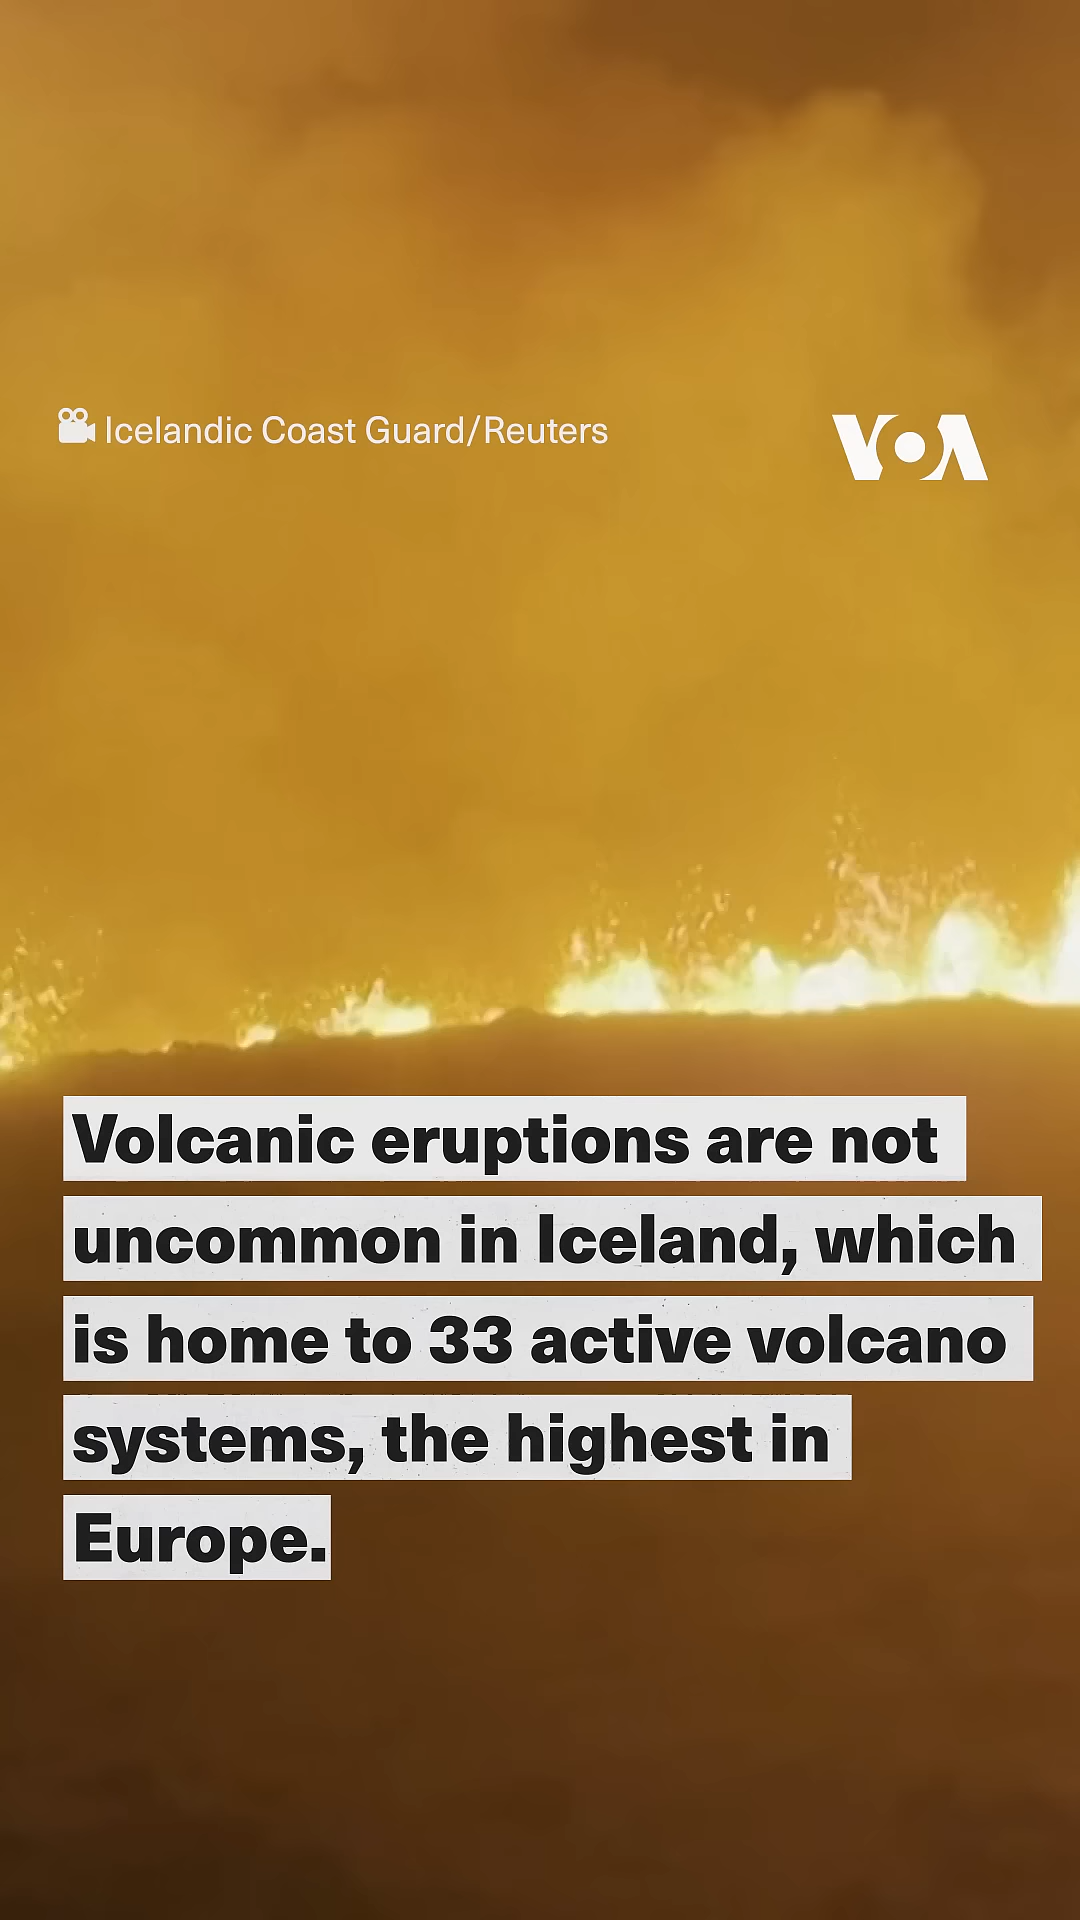 Icelandic Coast Guard/Reuters
VOA
Volcanic eruptions are not
uncommon in Iceland, which
is home to 33 active volcano
systems, the highest in
Europe.